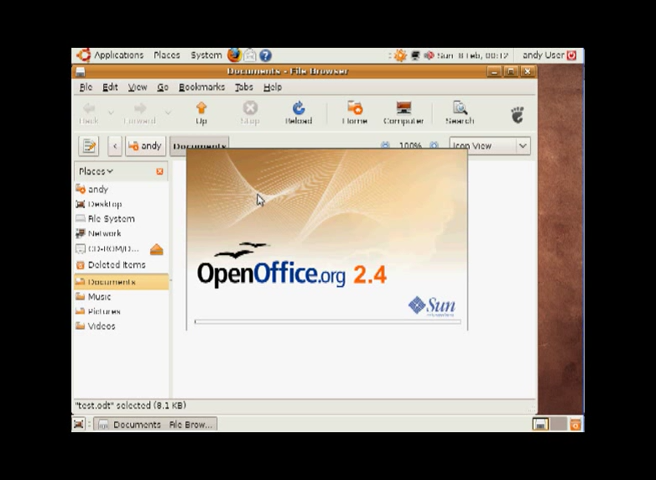 Applications Places System Sun 8 Feb, 00:12 andy User
Documents - File Browser
File Edit View Go Bookmarks Tabs Help
Back Forward Up Stop Reload Home Computer Search
andy Documents 100% Icon View
Places
andy
Desktop
File System
Network
CD-ROM/D...
Deleted Items
Documents
Music
Pictures
Videos
OpenOffice.org 2.4
Sun
"test.odt" selected (8.1 KB)
Documents File Brow...